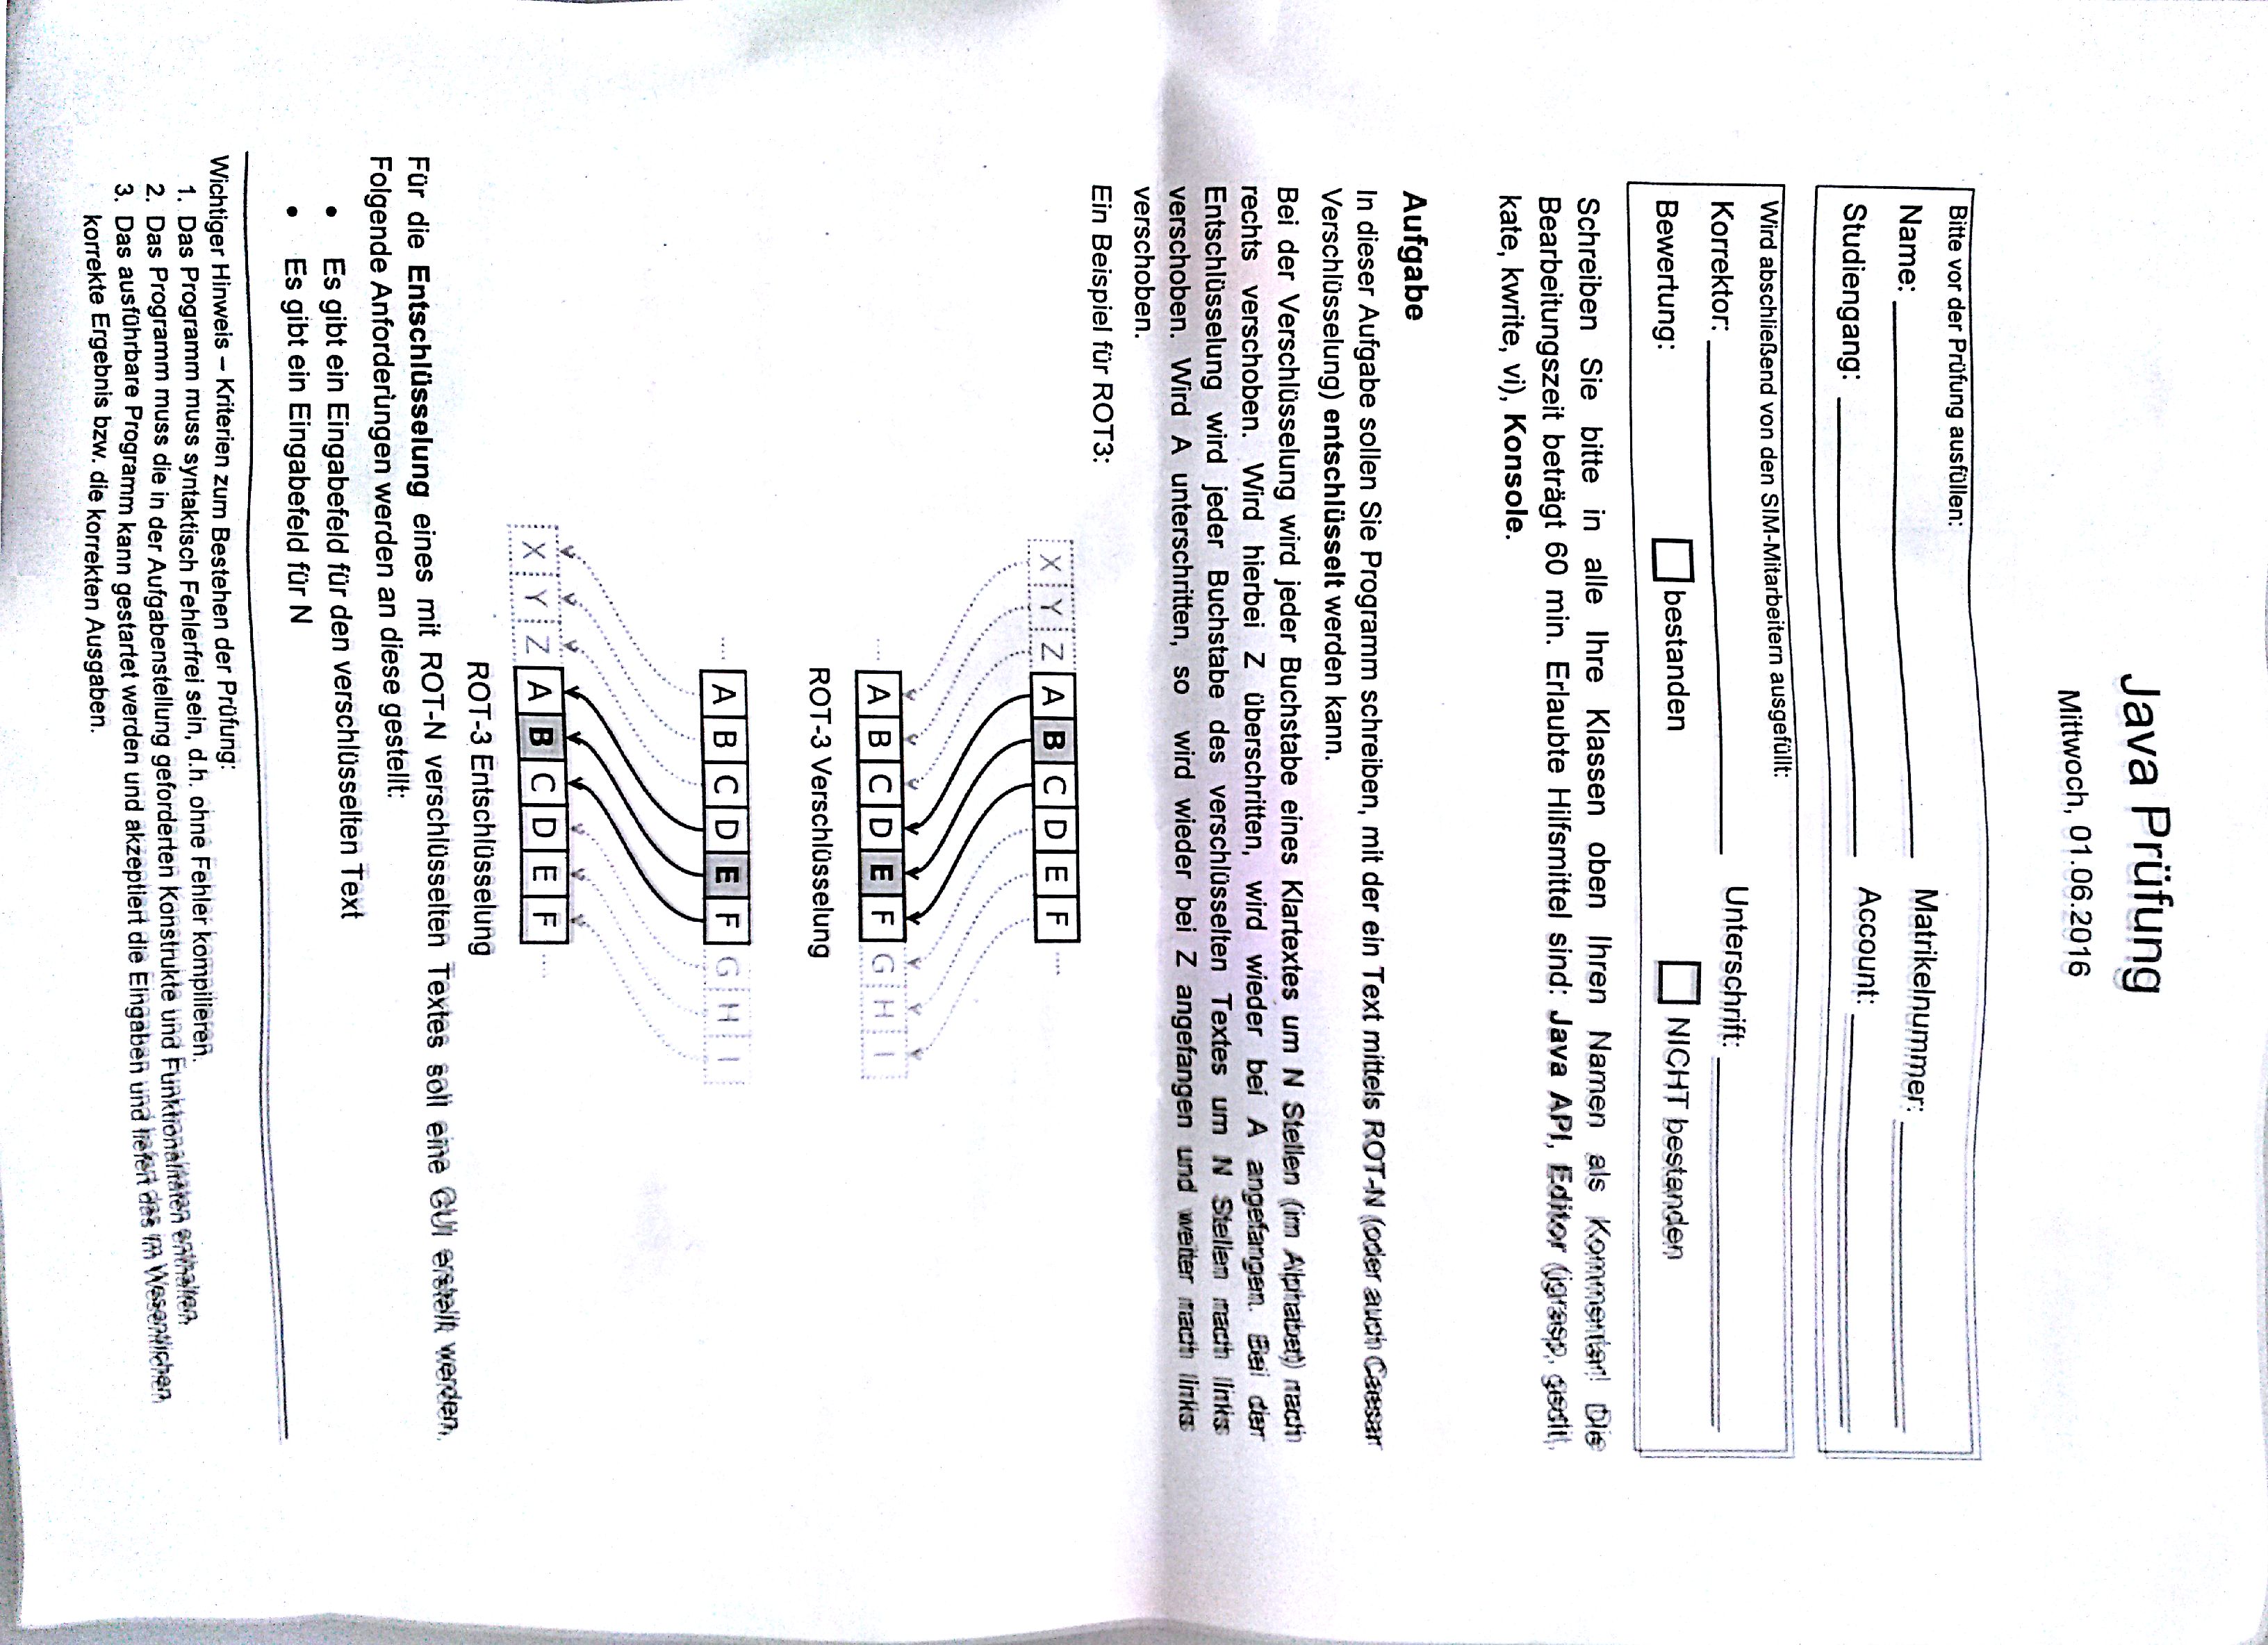 Java Prüfung
Mittwoch, 01.06.2016
Bitte vor der Prüfung ausfüllen:
Name: Matrikelnummer:
Studiengang: Account:
Wird abschließend von den SIM-Mitarbeitern ausgefüllt:
Korrektor: Unterschrift:
Bewertung: bestanden NICHT bestanden
Schreiben Sie bitte in alle Ihre Klassen oben Ihren Namen als Kommentar! Die
Bearbeitungszeit beträgt 60 min. Erlaubte Hilfsmittel sind: Java API, Editor (jgrasp, gedit,
kate, kwrite, vi), Konsole.
Aufgabe
In dieser Aufgabe sollen Sie Programm schreiben, mit der ein Text mittels ROT-N (oder auch Caesar
Verschlüsselung) entschlüsselt werden kann.
Bei der Verschlüsselung wird jeder Buchstabe eines Klartextes um N Stellen (im Alphabet) nach
rechts verschoben. Wird hierbei Z überschritten, wird wieder bei A angefangen. Bei der
Entschlüsselung wird jeder Buchstabe des verschlüsselten Textes um N Stellen nach links
verschoben. Wird A unterschritten, so wird wieder bei Z angefangen und weiter nach links
verschoben.
Ein Beispiel für ROT3:
X Y Z A B C D E F ....
.... A B C D E F G H I
ROT-3 Verschlüsselung
.... A B C D E F G H I
X Y Z A B C D E F ....
ROT-3 Entschlüsselung
Für die Entschlüsselung eines mit ROT-N verschlüsselten Textes soll eine GUI erstellt werden,
Folgende Anforderungen werden an diese gestellt:
• Es gibt ein Eingabefeld für den verschlüsselten Text
• Es gibt ein Eingabefeld für N
Wichtiger Hinweis – Kriterien zum Bestehen der Prüfung:
1. Das Programm muss syntaktisch Fehlerfrei sein, d.h. ohne Fehler kompilieren.
2. Das Programm muss die in der Aufgabenstellung geforderten Konstrukte und Funktionalitäten enthalten.
3. Das ausführbare Programm kann gestartet werden und akzeptiert die Eingaben und liefert das im Wesentlichen
korrekte Ergebnis bzw. die korrekten Ausgaben.